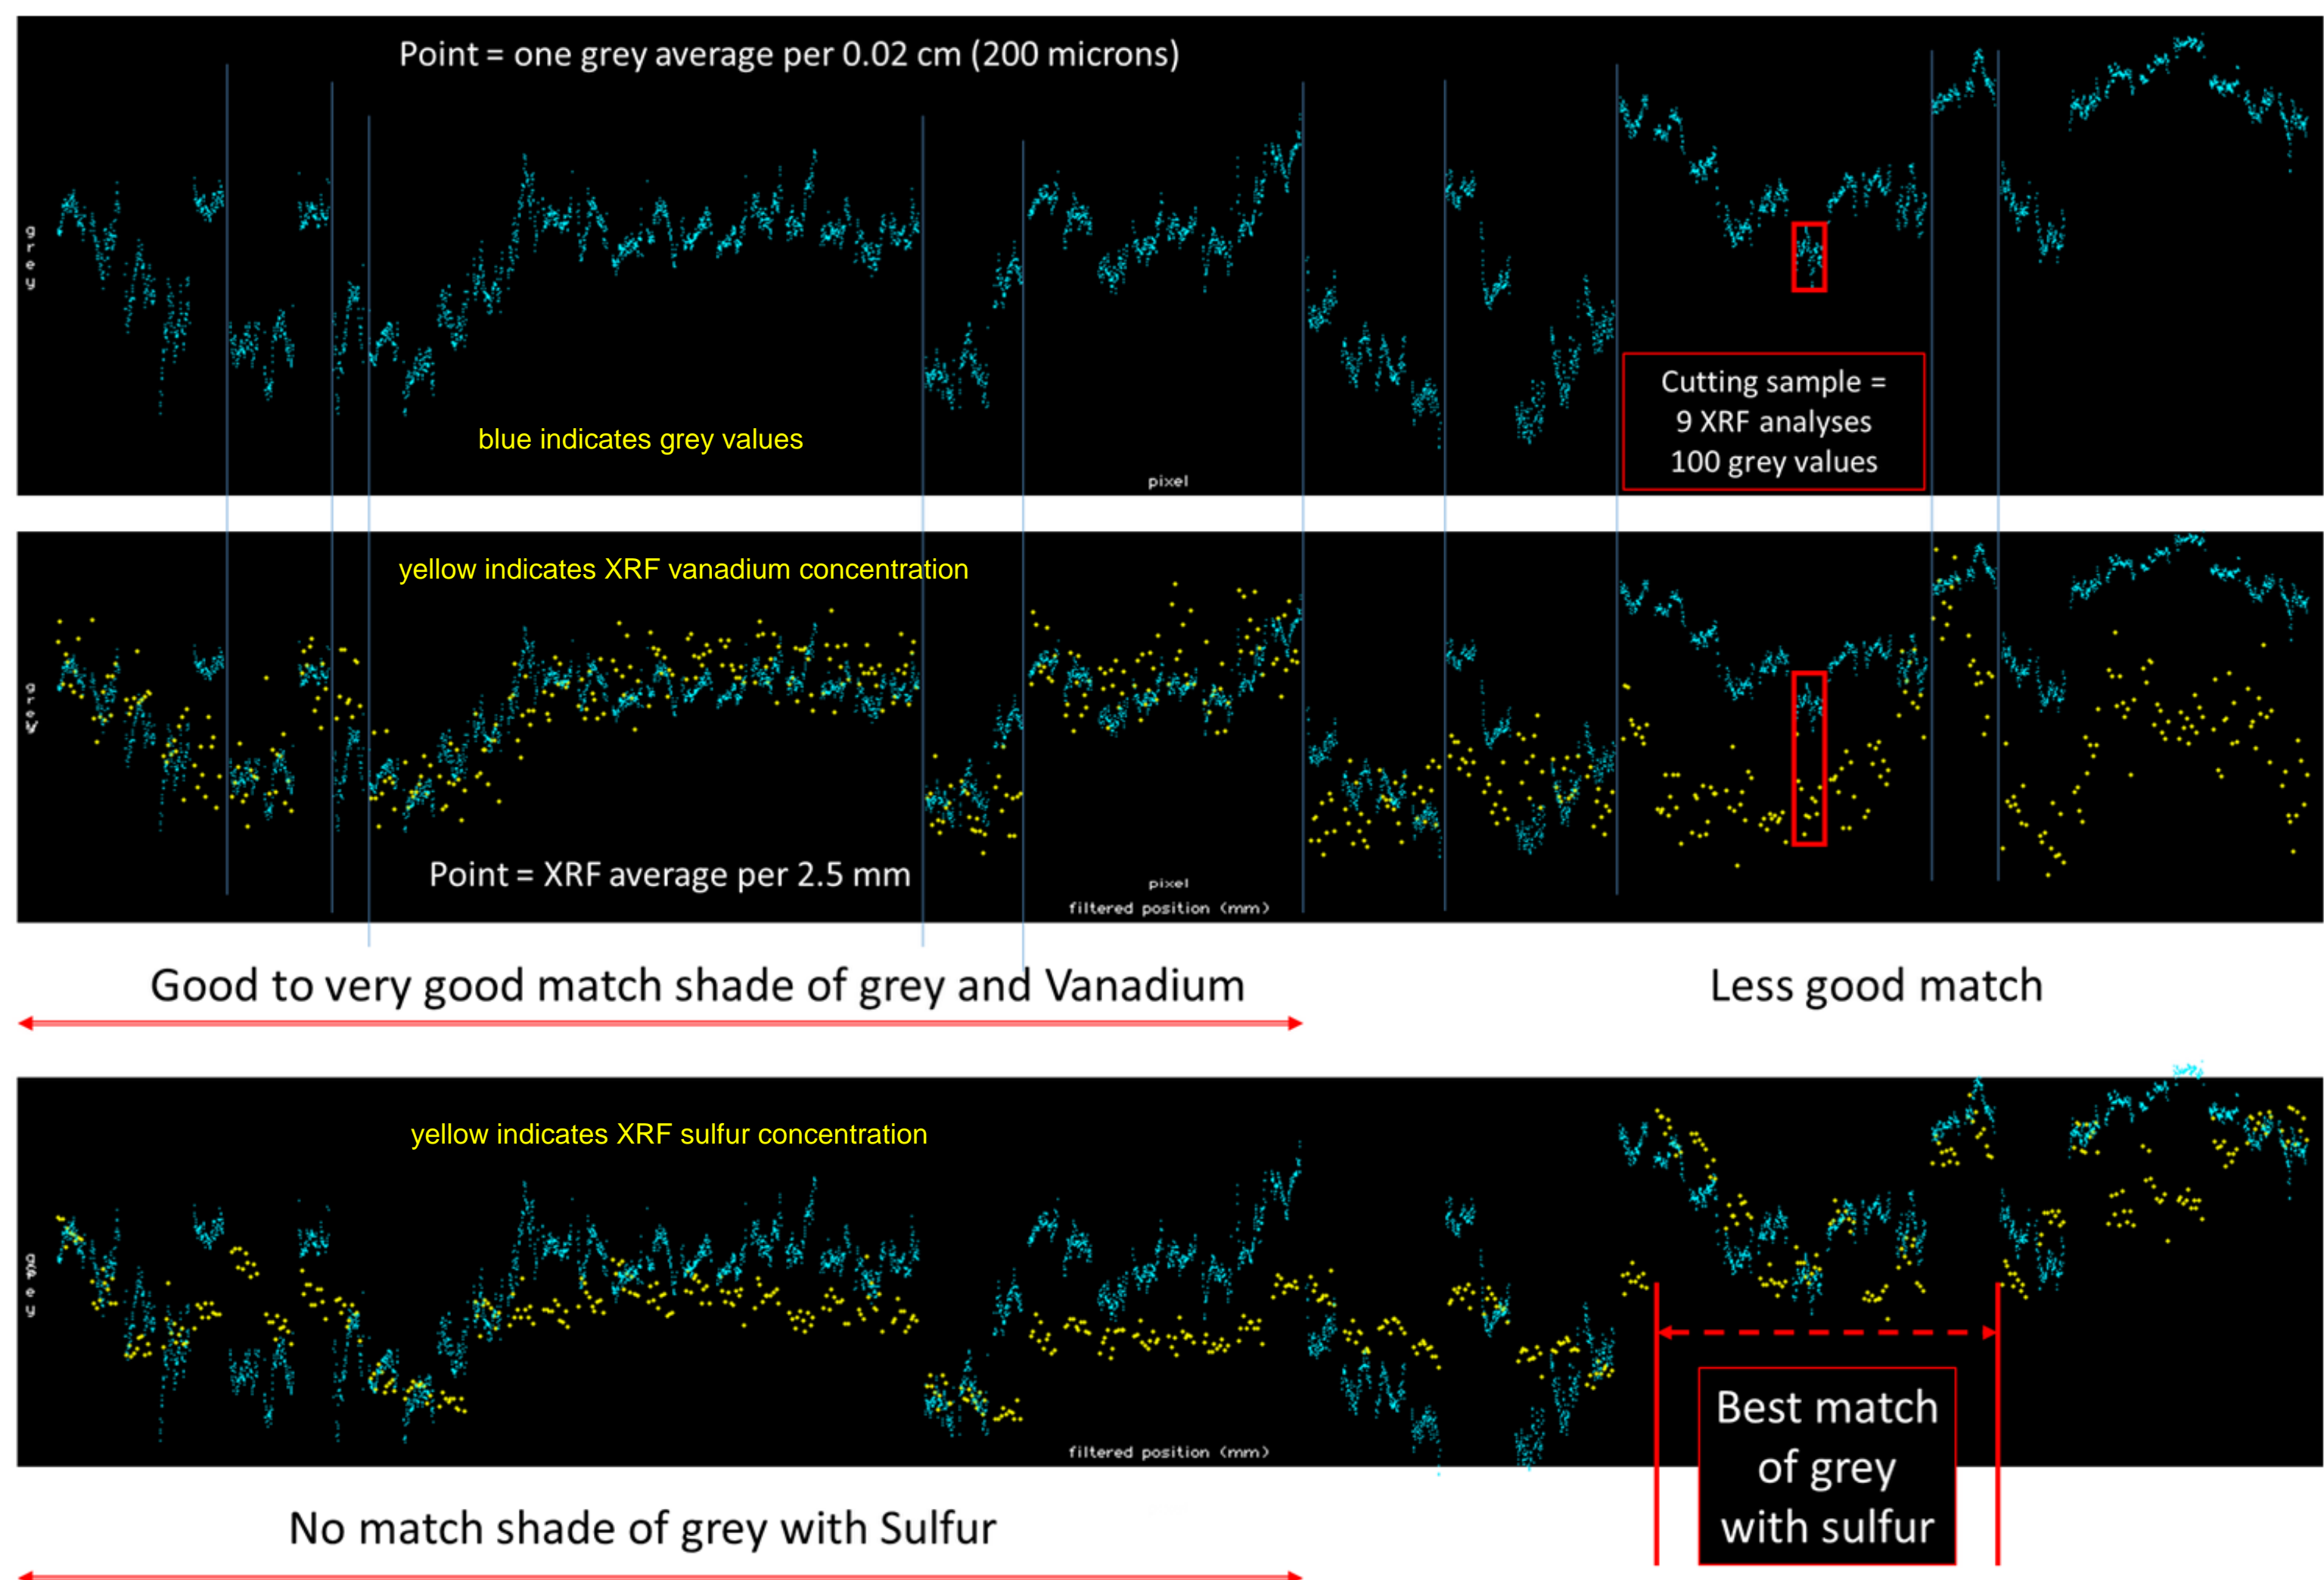 Point = one grey average per 0.02 cm (200 microns)
grey
blue indicates grey values
Cutting sample =
9 XRF analyses
100 grey values
pixel
yellow indicates XRF vanadium concentration
Point = XRF average per 2.5 mm
pixel
filtered position (mm)
Good to very good match shade of grey and Vanadium
Less good match
yellow indicates XRF sulfur concentration
filtered position (mm)
Best match
of grey
with sulfur
No match shade of grey with Sulfur